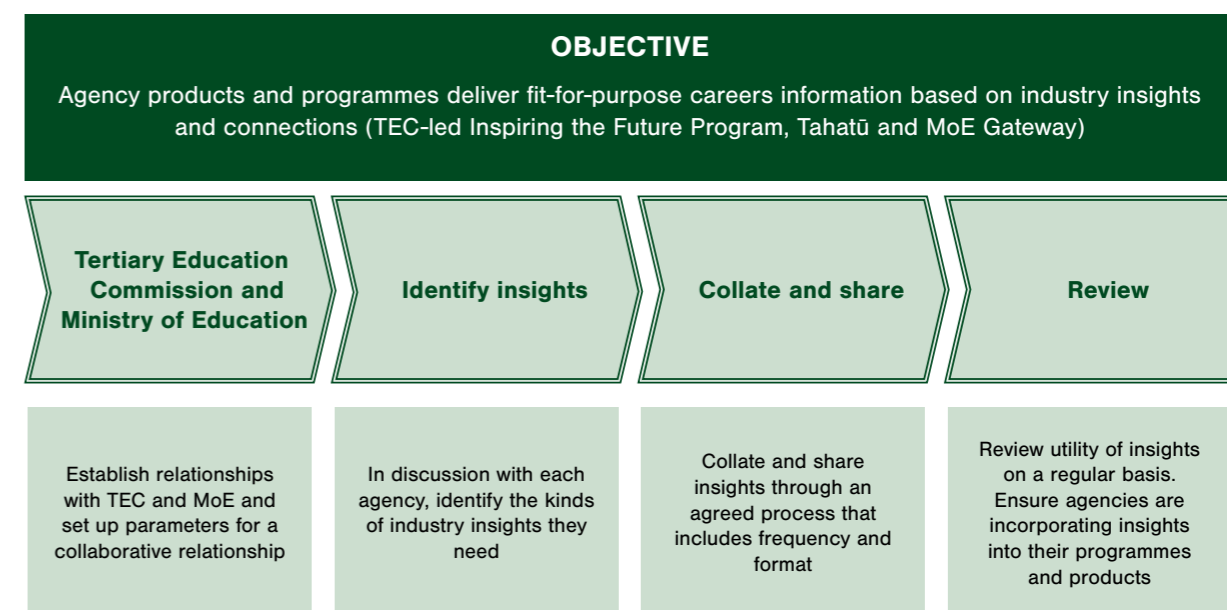 OBJECTIVE
Agency products and programmes deliver fit-for-purpose careers information based on industry insights
and connections (TEC-led Inspiring the Future Program, Tahatū and MoE Gateway)
Tertiary Education
Commission and
Ministry of Education
Identify insights
Collate and share
Review
Establish relationships
with TEC and MoE and
set up parameters for a
collaborative relationship
In discussion with each
agency, identify the kinds
of industry insights they
need
Collate and share
insights through an
agreed process that
includes frequency and
format
Review utility of insights
on a regular basis.
Ensure agencies are
incorporating insights
into their programmes
and products